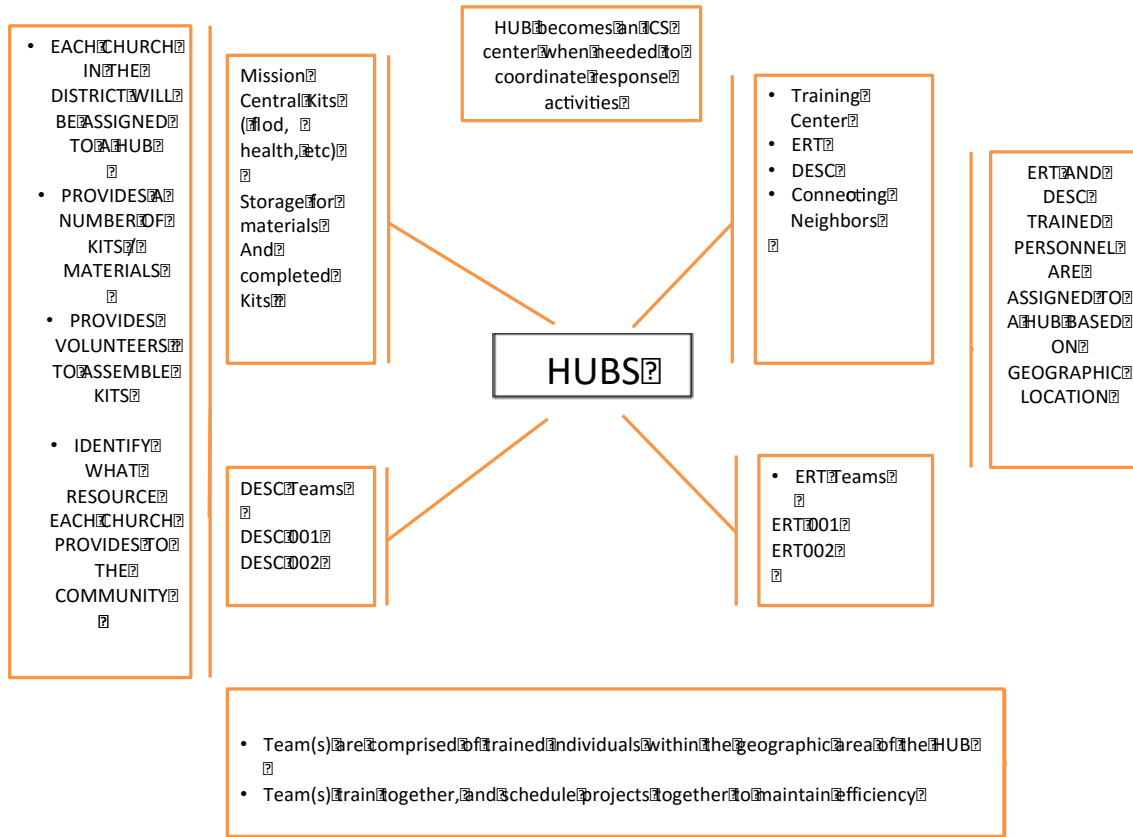 • EACH CHURCH
IN THE
DISTRICT WILL
BE ASSIGNED
TO A HUB
• PROVIDES A
NUMBER OF
KITS/
MATERIALS
• PROVIDES
VOLUNTEERS
TO ASSEMBLE
KITS
• IDENTIFY
WHAT
RESOURCE
EACH CHURCH
PROVIDES TO
THE
COMMUNITY
Mission
Central Kits
( flod,
health, etc)
Storage for
materials
And
completed
Kits
HUB becomes an ICS
center when needed to
coordinate response
activities
• Training
Center
• ERT
• DESC
• Connecting
Neighbors
ERT AND
DESC
TRAINED
PERSONNEL
ARE
ASSIGNED TO
A HUB BASED
ON
GEOGRAPHIC
LOCATION
HUBS
DESC Teams
DESC 001
DESC 002
• ERT Teams
ERT 001
ERT002
• Team(s) are comprised of trained individuals within the geographic area of the HUB
• Team(s) train together, and schedule projects together to maintain efficiency